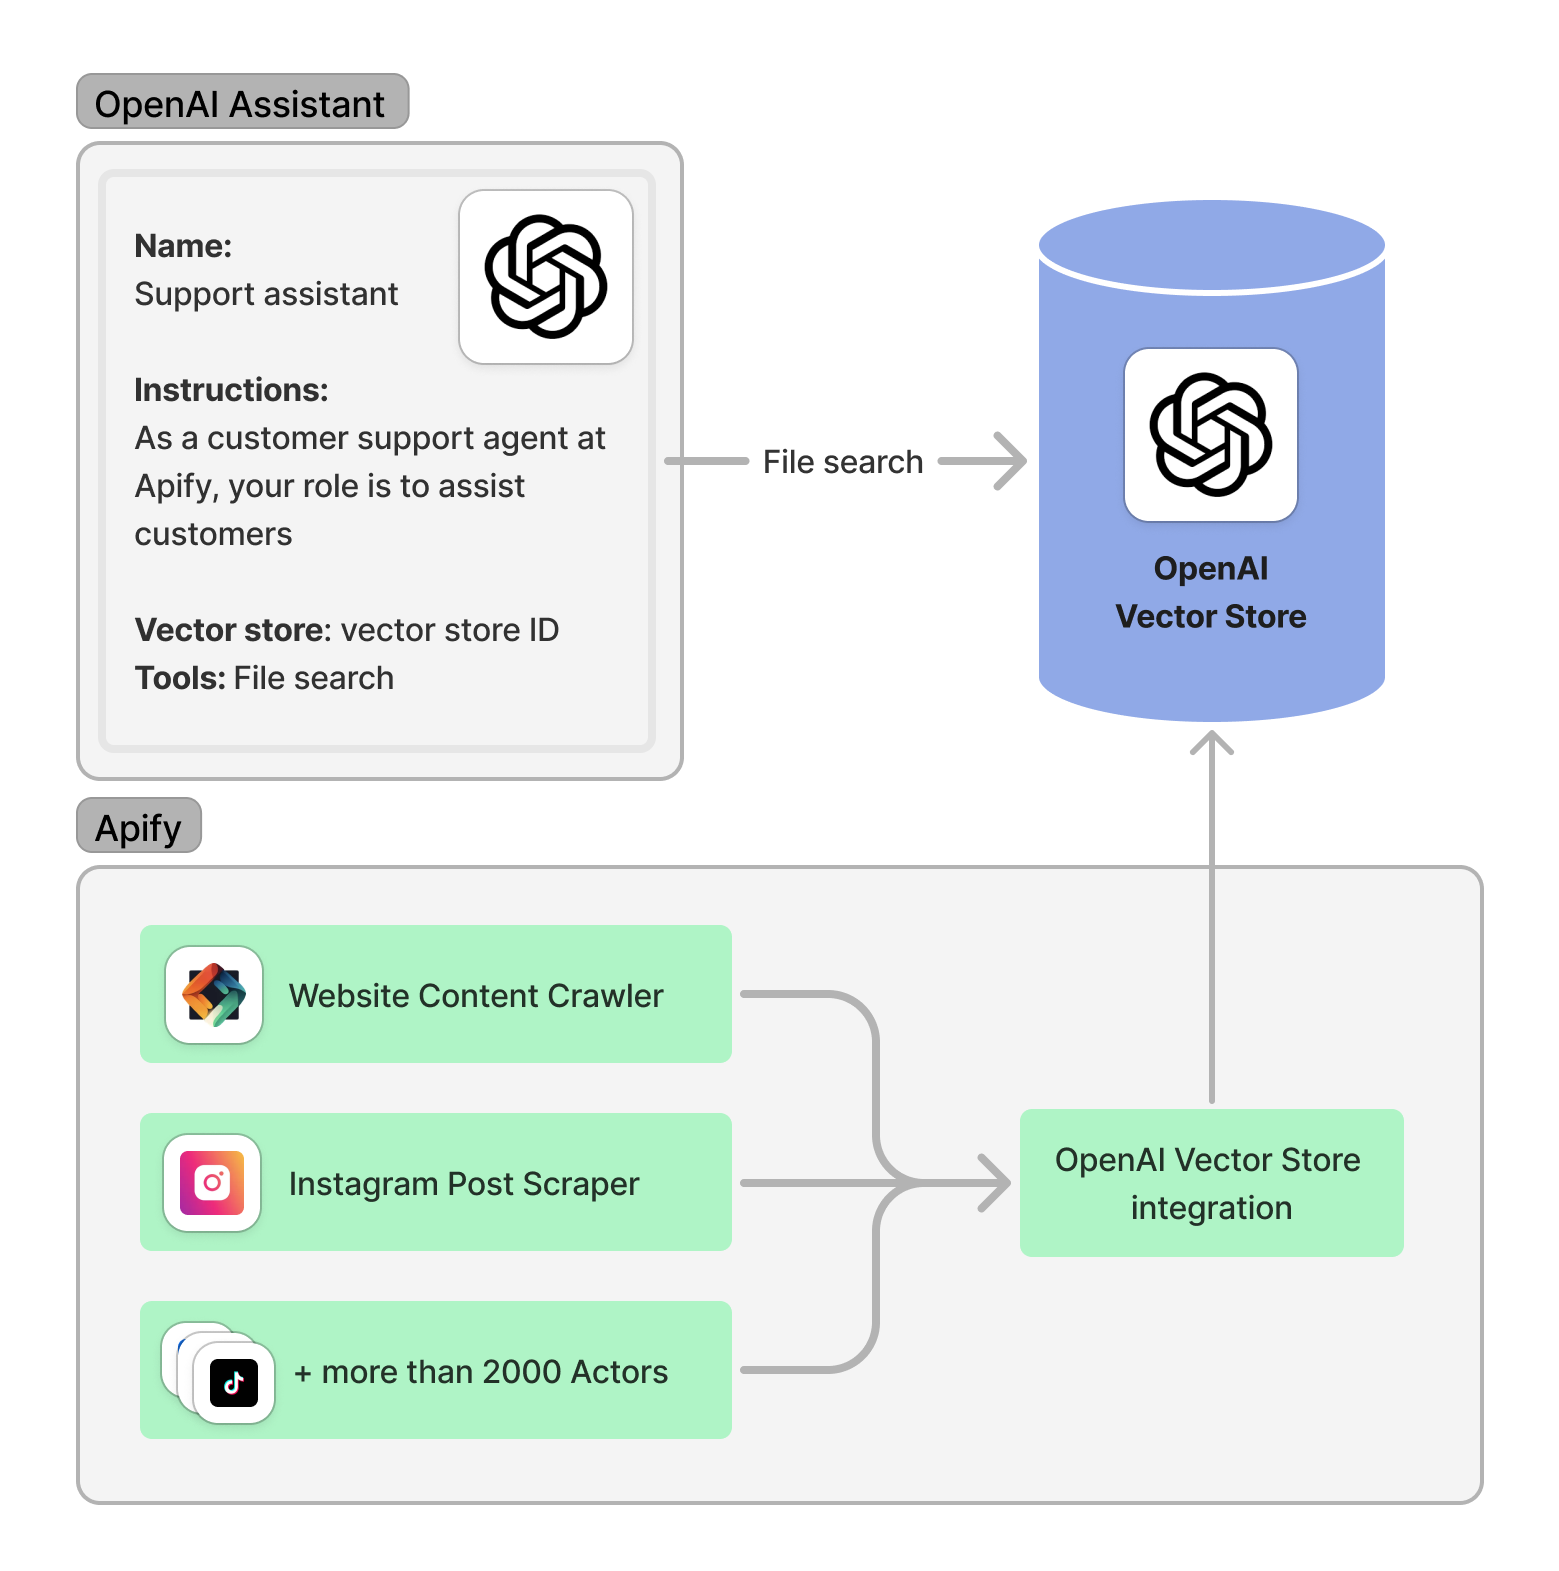 OpenAI Assistant
Name:
Support assistant
Instructions:
As a customer support agent at
Apify, your role is to assist
customers
Vector store: vector store ID
Tools: File search
File search
OpenAI
Vector Store
Apify
Website Content Crawler
Instagram Post Scraper
+ more than 2000 Actors
OpenAI Vector Store
integration